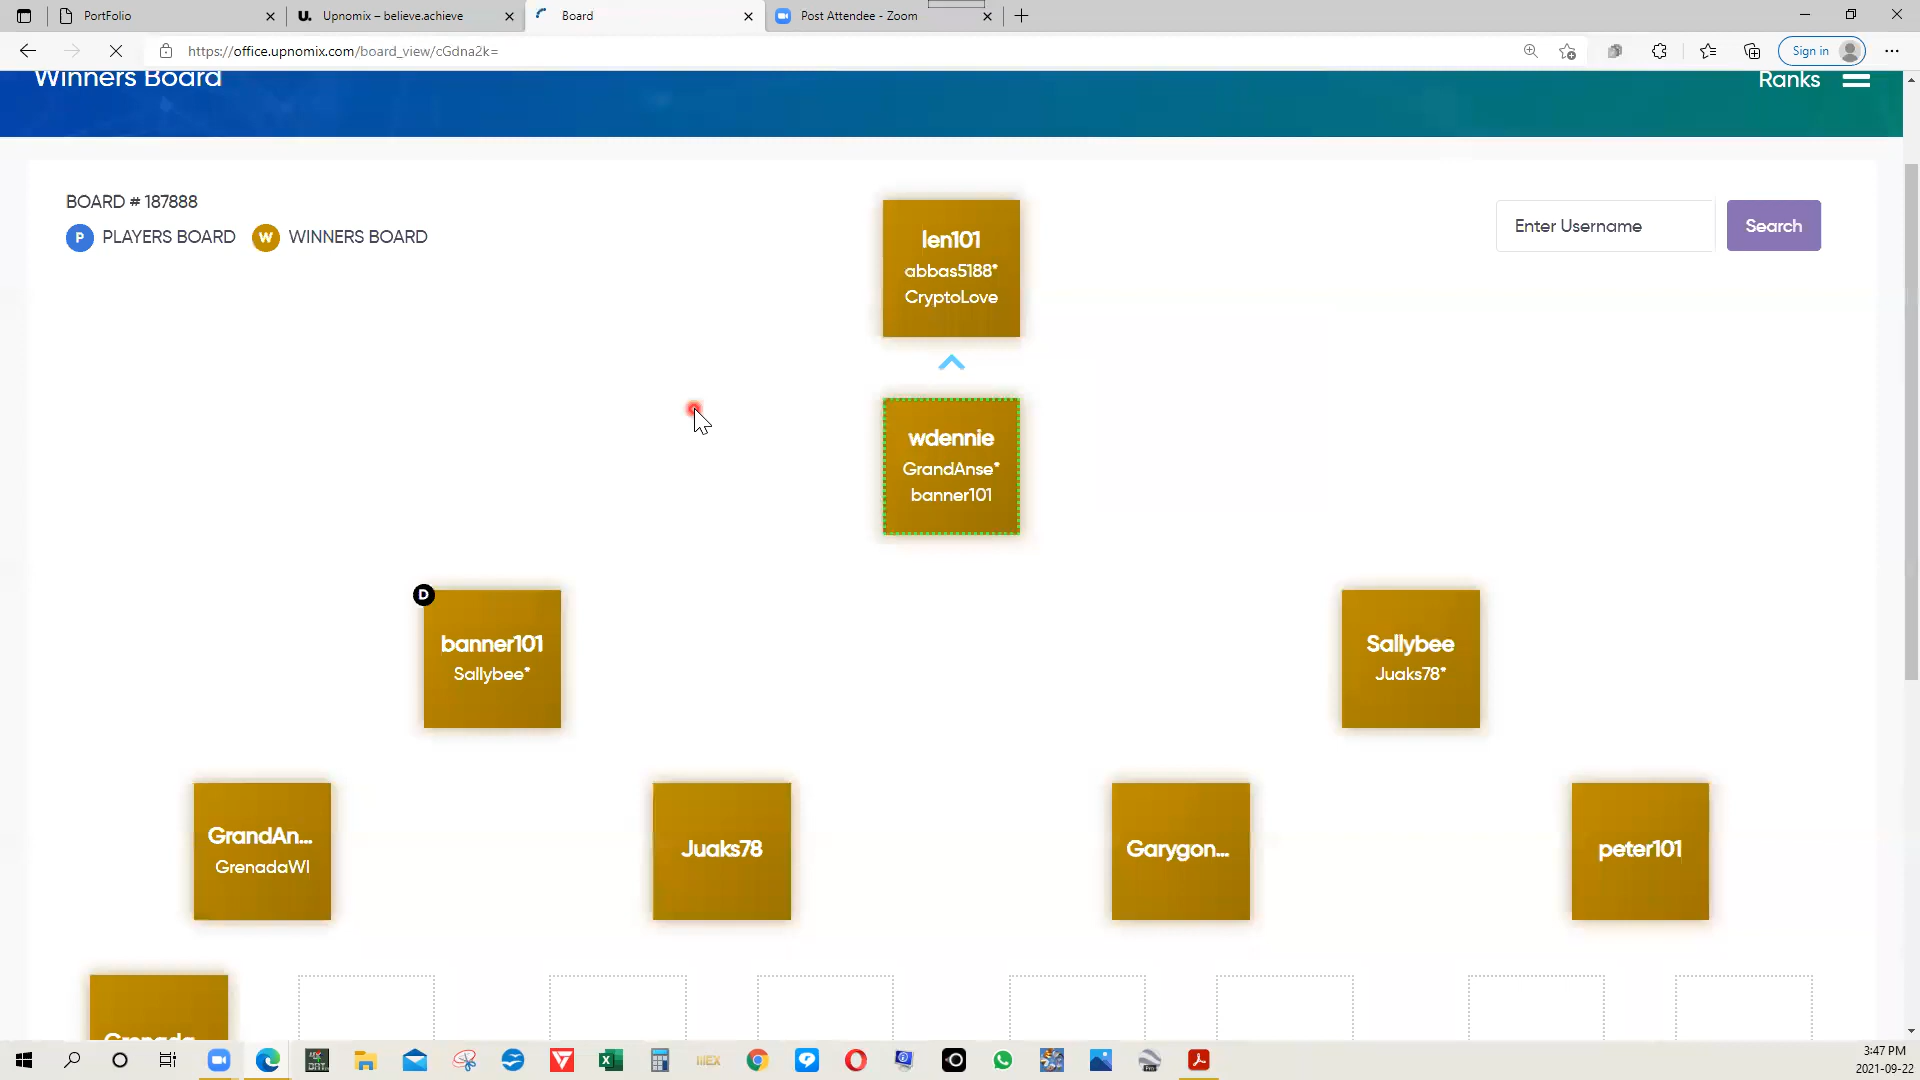 PortFolio
U. Upnomix – believe.achieve
Board
Post Attendee - Zoom
https://office.upnomix.com/board_view/cGdna2k=
Sign in
Winners Board
Ranks
BOARD # 187888
P PLAYERS BOARD W WINNERS BOARD
Enter Username
Search
len101
abbas5188*
CryptoLove
wdennie
GrandAnse*
banner101
D
banner101
Sallybee*
Sallybee
Juaks78*
GrandAn...
GrenadaWI
Juaks78
Garygon...
peter101
3:47 PM
2021-09-22